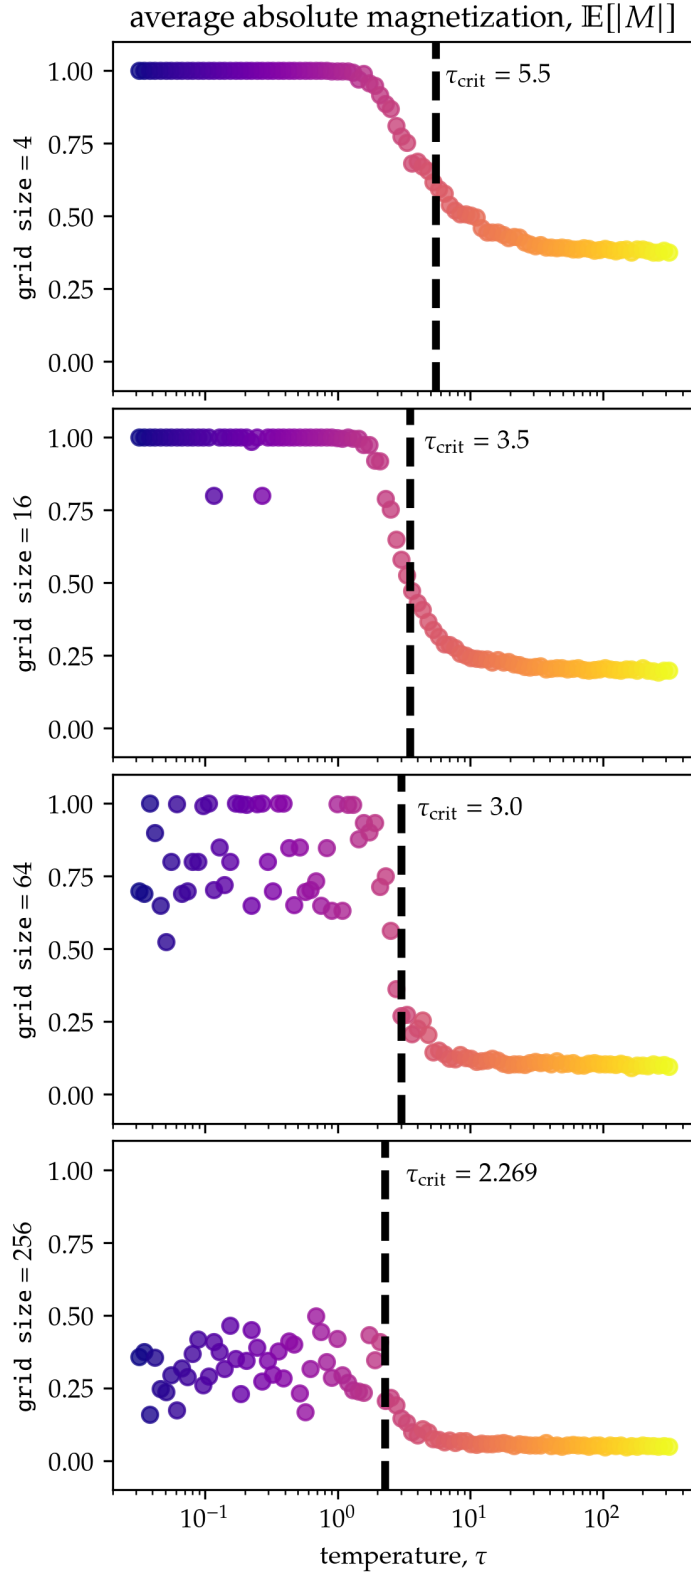 average absolute magnetization, 𝔼[|M|]
grid size = 4
1.00
0.75
0.50
0.25
0.00
τcrit = 5.5
grid size = 16
1.00
0.75
0.50
0.25
0.00
τcrit = 3.5
grid size = 64
1.00
0.75
0.50
0.25
0.00
τcrit = 3.0
grid size = 256
1.00
0.75
0.50
0.25
0.00
τcrit = 2.269
10⁻¹ 10⁰ 10¹ 10²
temperature, τ